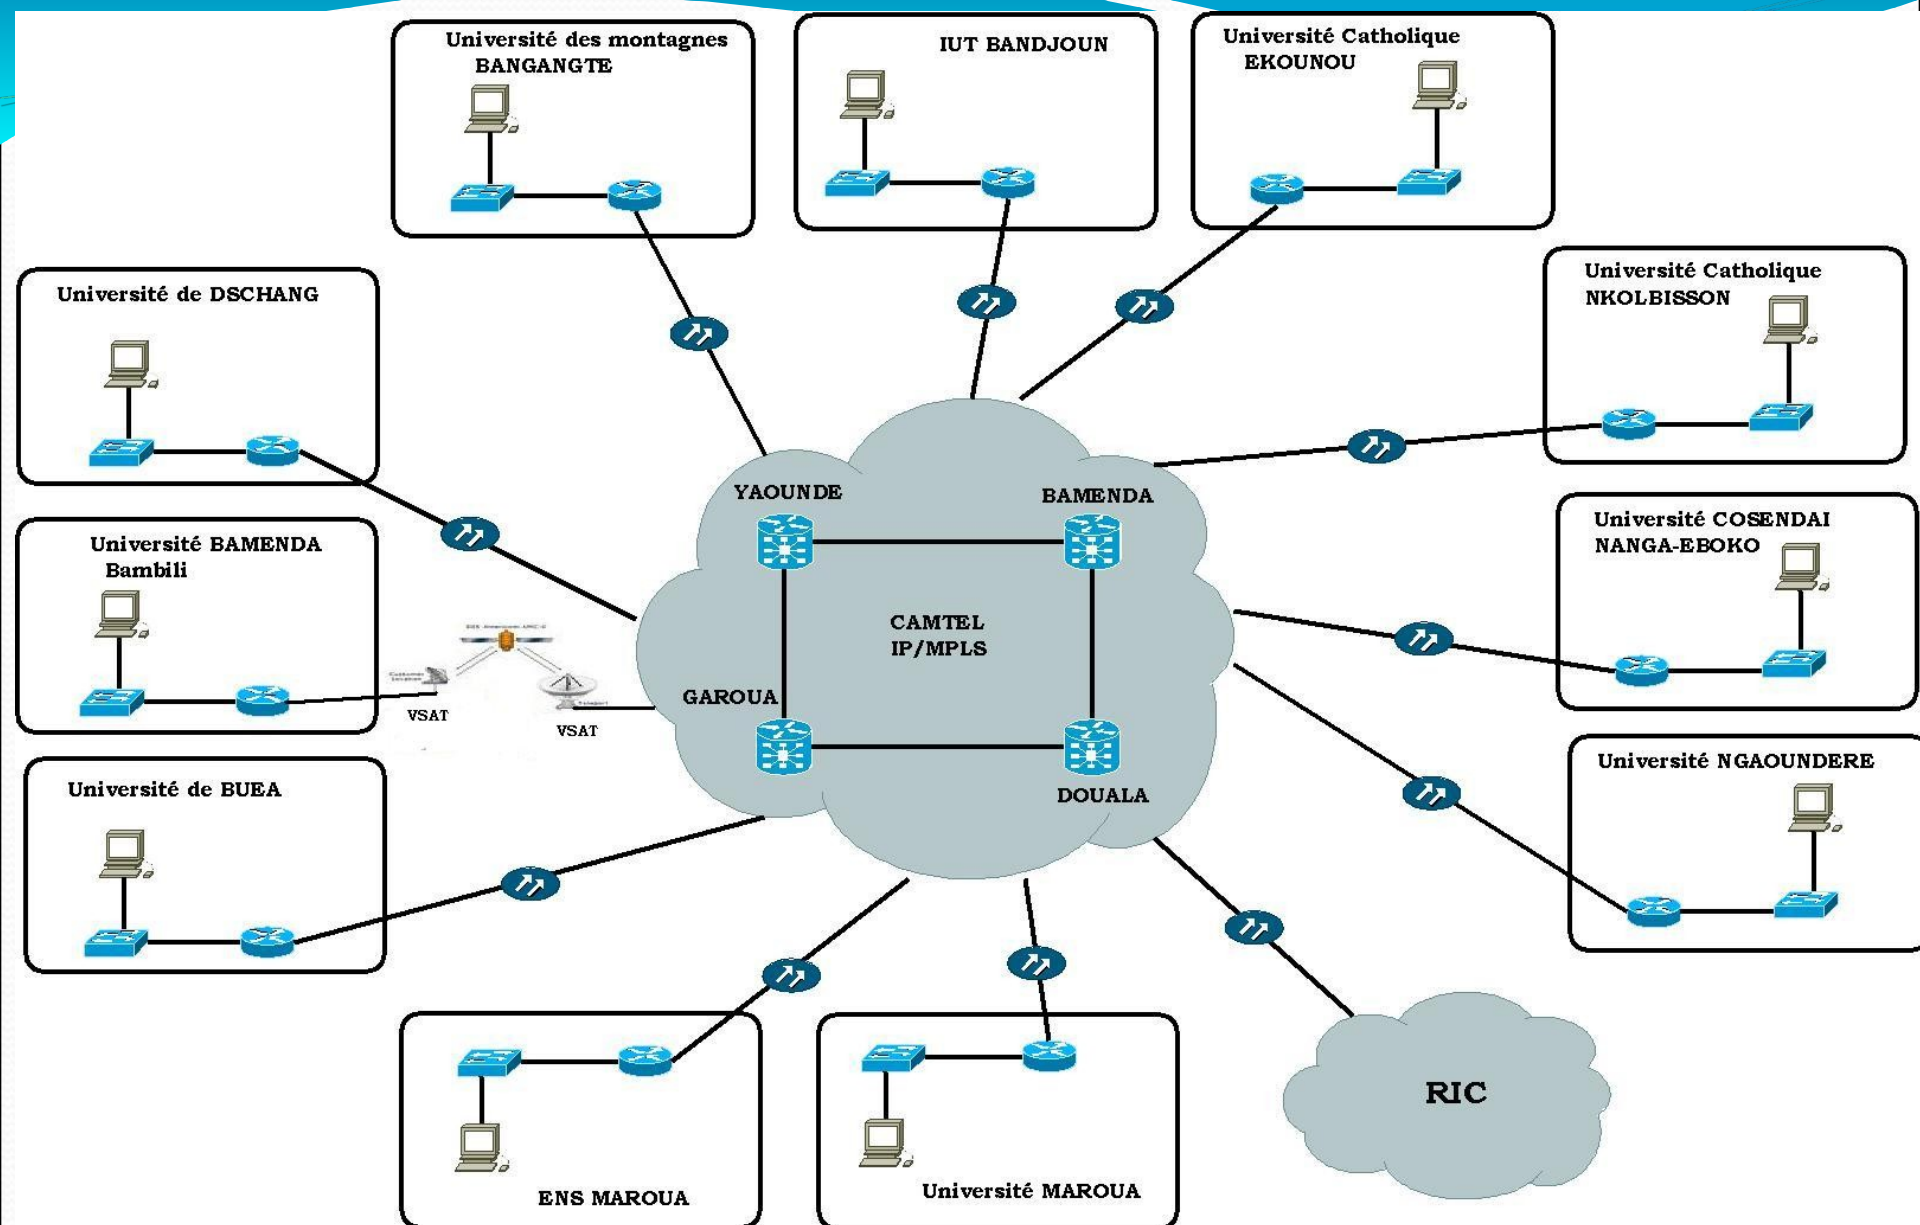 Université des montagnes
BANGANGTE
IUT BANDJOUN
Université Catholique
EKOUNOU
Université de DSCHANG
Université Catholique
NKOLBISSON
YAOUNDE
BAMENDA
Université BAMENDA
Bambili
Université COSENDAI
NANGA-EBOKO
CAMTEL
IP/MPLS
Customer
Location
GAROUA
VSAT
VSAT
Université de BUEA
DOUALA
Université NGAOUNDERE
RIC
ENS MAROUA
Université MAROUA